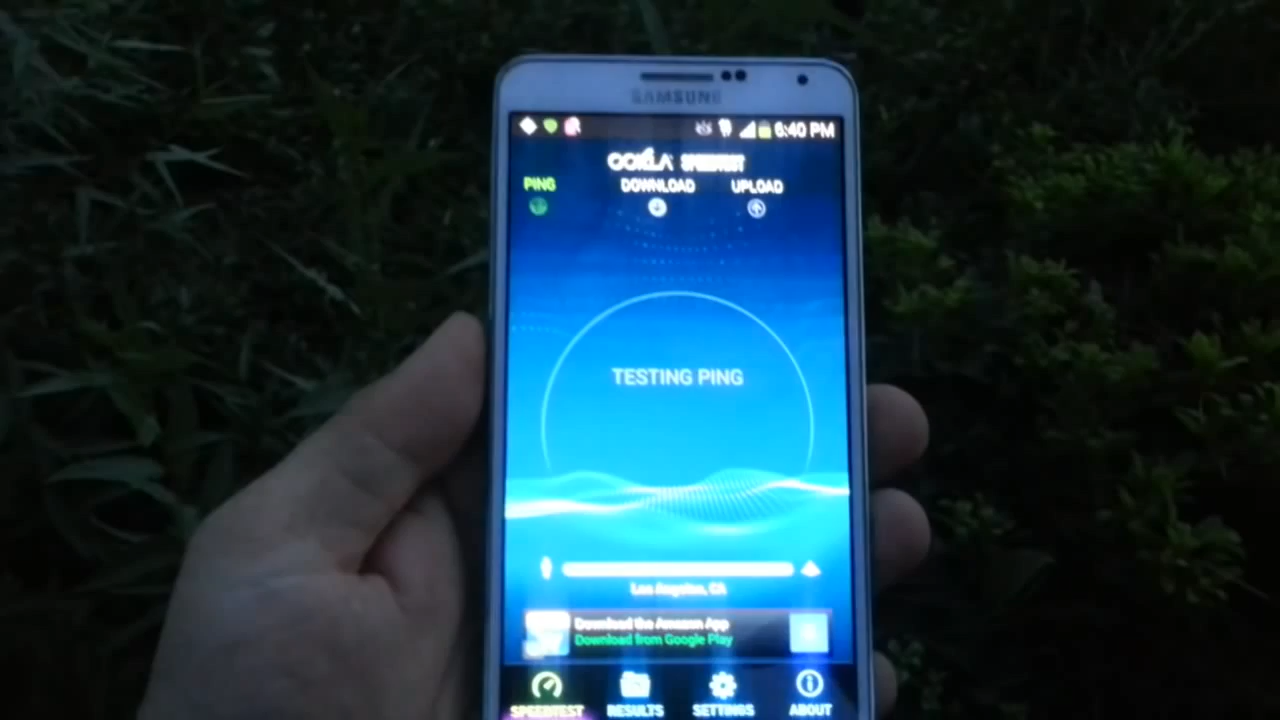 SAMSUNG
6:40 PM
OOKLA SPEEDTEST
PING DOWNLOAD UPLOAD
TESTING PING
Los Angeles, CA
Download the Amazon App
Download from Google Play
SPEEDTEST RESULTS SETTINGS ABOUT